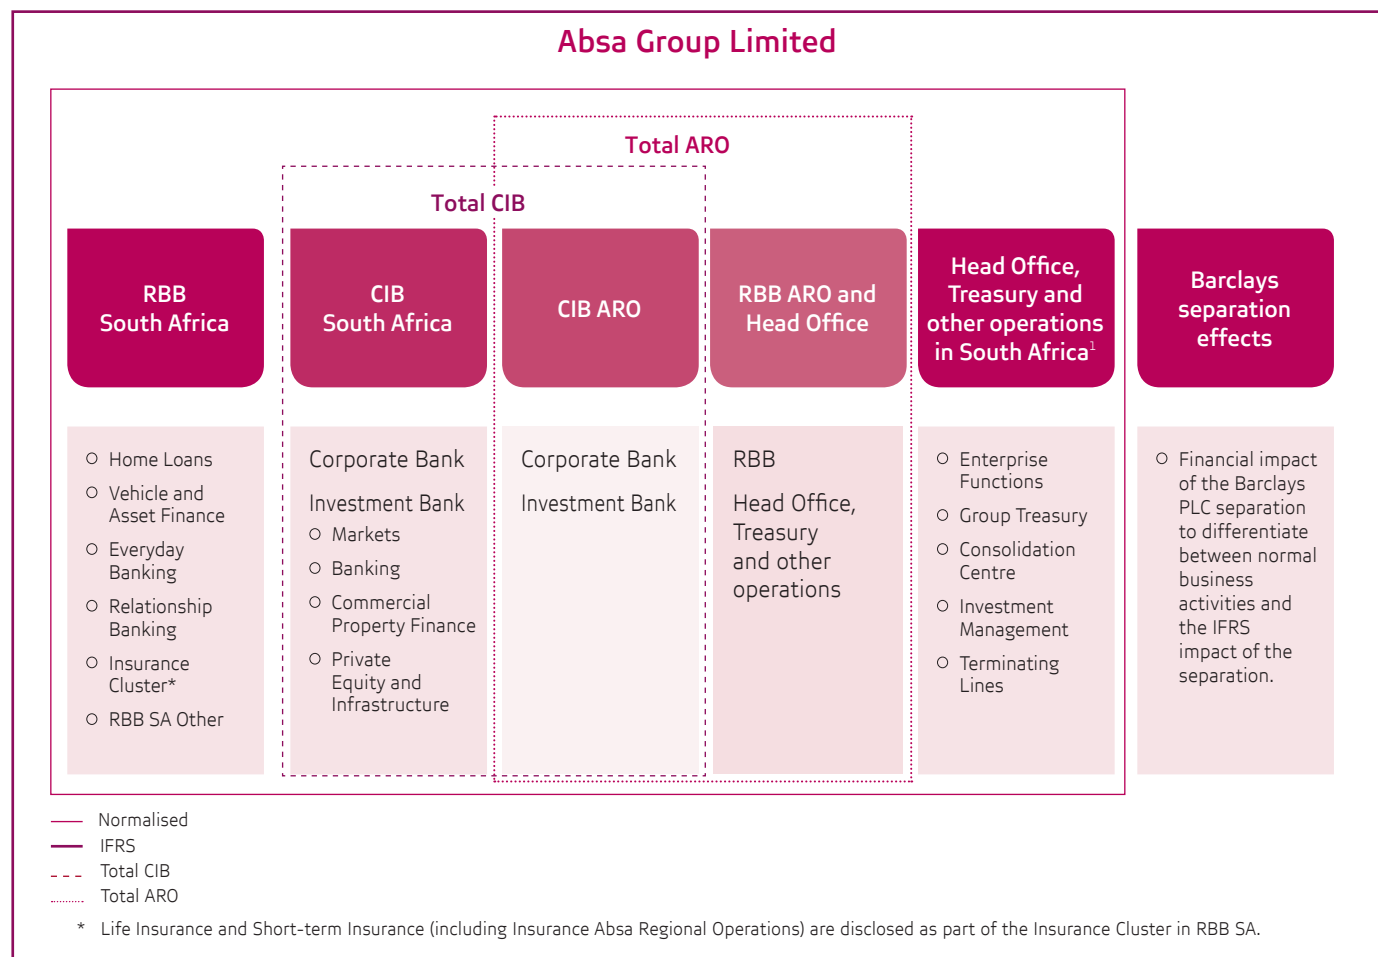 Absa Group Limited
Total ARO
Total CIB
RBB
South Africa
CIB
South Africa
CIB ARO
RBB ARO and
Head Office
Head Office,
Treasury and
other operations
in South Africa1
Barclays
separation
effects
Home Loans
Vehicle and
Asset Finance
Everyday
Banking
Relationship
Banking
Insurance
Cluster*
RBB SA Other
Corporate Bank
Investment Bank
Markets
Banking
Commercial
Property Finance
Private
Equity and
Infrastructure
Corporate Bank
Investment Bank
RBB
Head Office,
Treasury
and other
operations
Enterprise
Functions
Group Treasury
Consolidation
Centre
Investment
Management
Terminating
Lines
Financial impact
of the Barclays
PLC separation
to differentiate
between normal
business
activities and
the IFRS
impact of the
separation.
Normalised
IFRS
Total CIB
Total ARO
* Life Insurance and Short-term Insurance (including Insurance Absa Regional Operations) are disclosed as part of the Insurance Cluster in RBB SA.